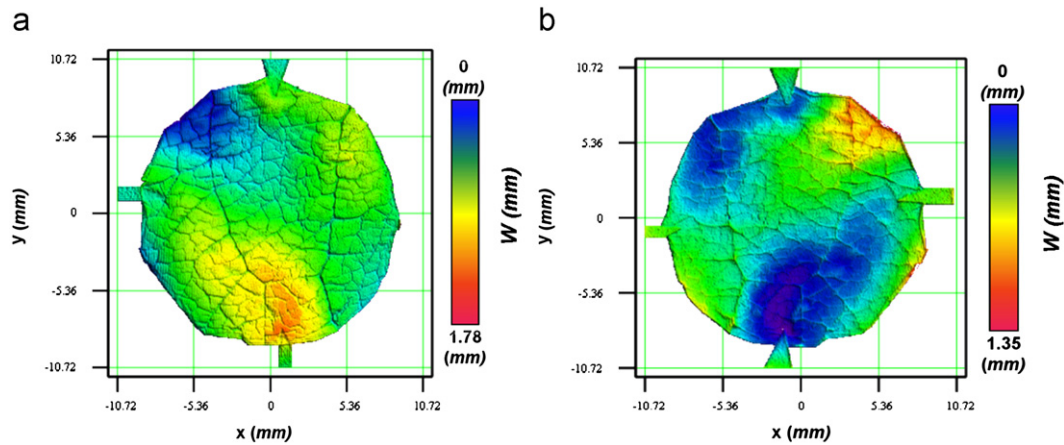 a
10.72
5.36
0
-5.36
-10.72
y (mm)
-10.72 -5.36 0 5.36 10.72
x (mm)
0
(mm)
W (mm)
1.78
(mm)
b
10.72
5.36
0
-5.36
-10.72
y (mm)
-10.72 -5.36 0 5.36 10.72
x (mm)
0
(mm)
W (mm)
1.35
(mm)